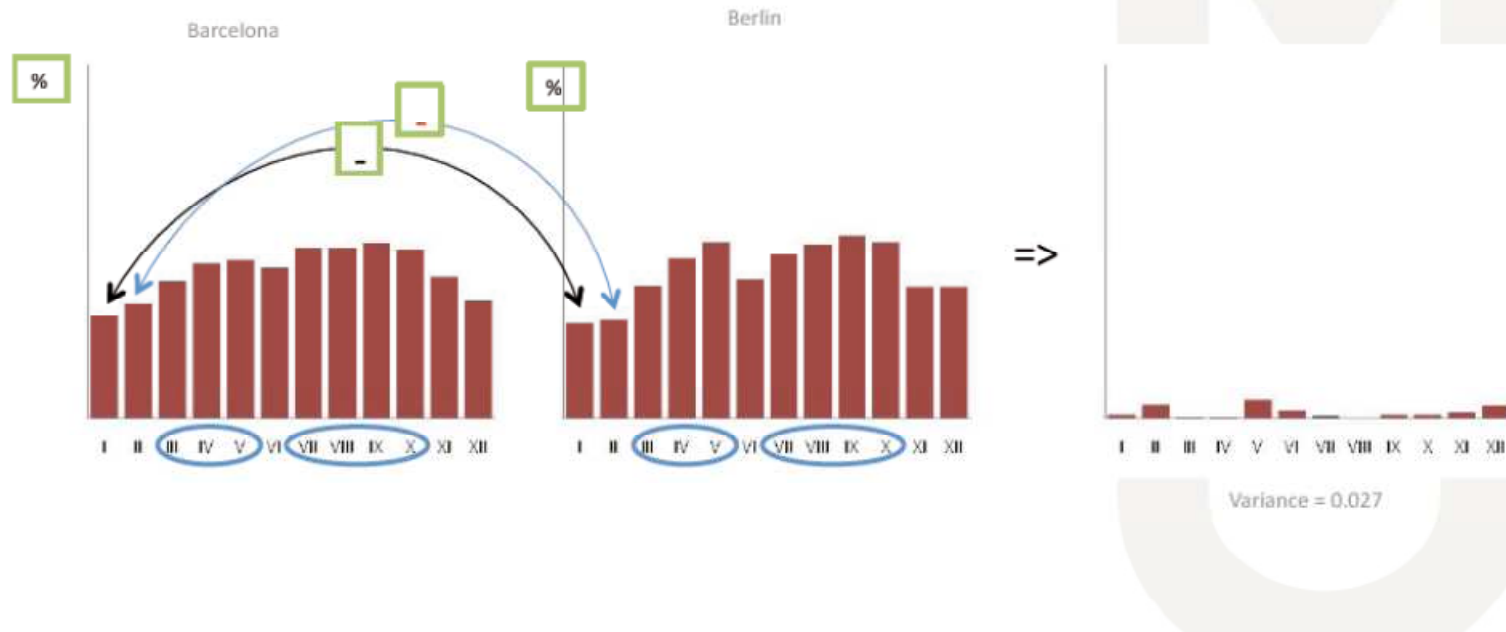 Barcelona
Berlin
%
%
-
-
=>
I II III IV V VI VII VIII IX X XI XII
I II III IV V VI VII VIII IX X XI XII
I II III IV V VI VII VIII IX X XI XII
Variance = 0.027